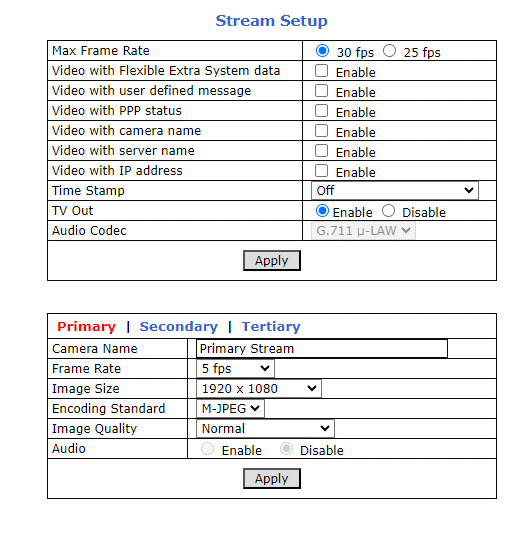 Stream Setup
Max Frame Rate 30 fps 25 fps
Video with Flexible Extra System data Enable
Video with user defined message Enable
Video with PPP status Enable
Video with camera name Enable
Video with server name Enable
Video with IP address Enable
Time Stamp Off
TV Out Enable Disable
Audio Codec G.711 μ-LAW
Apply
Primary | Secondary | Tertiary
Camera Name Primary Stream
Frame Rate 5 fps
Image Size 1920 x 1080
Encoding Standard M-JPEG
Image Quality Normal
Audio Enable Disable
Apply